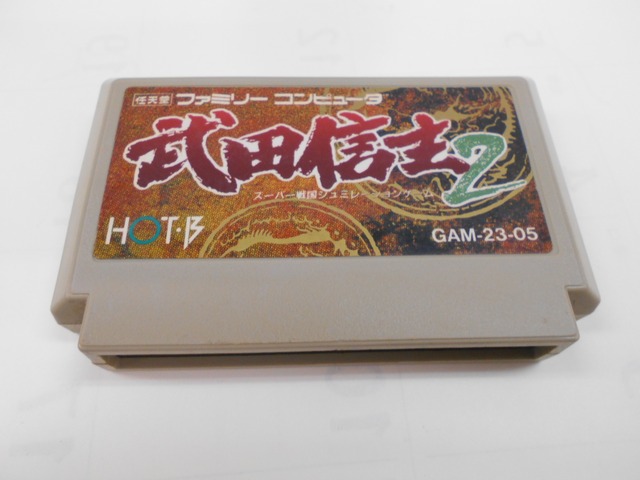 任天堂 ファミリー コンピュータ
武田信玄2
スーパー戦国シュミレーションゲーム
HOT・B
GAM-23-05